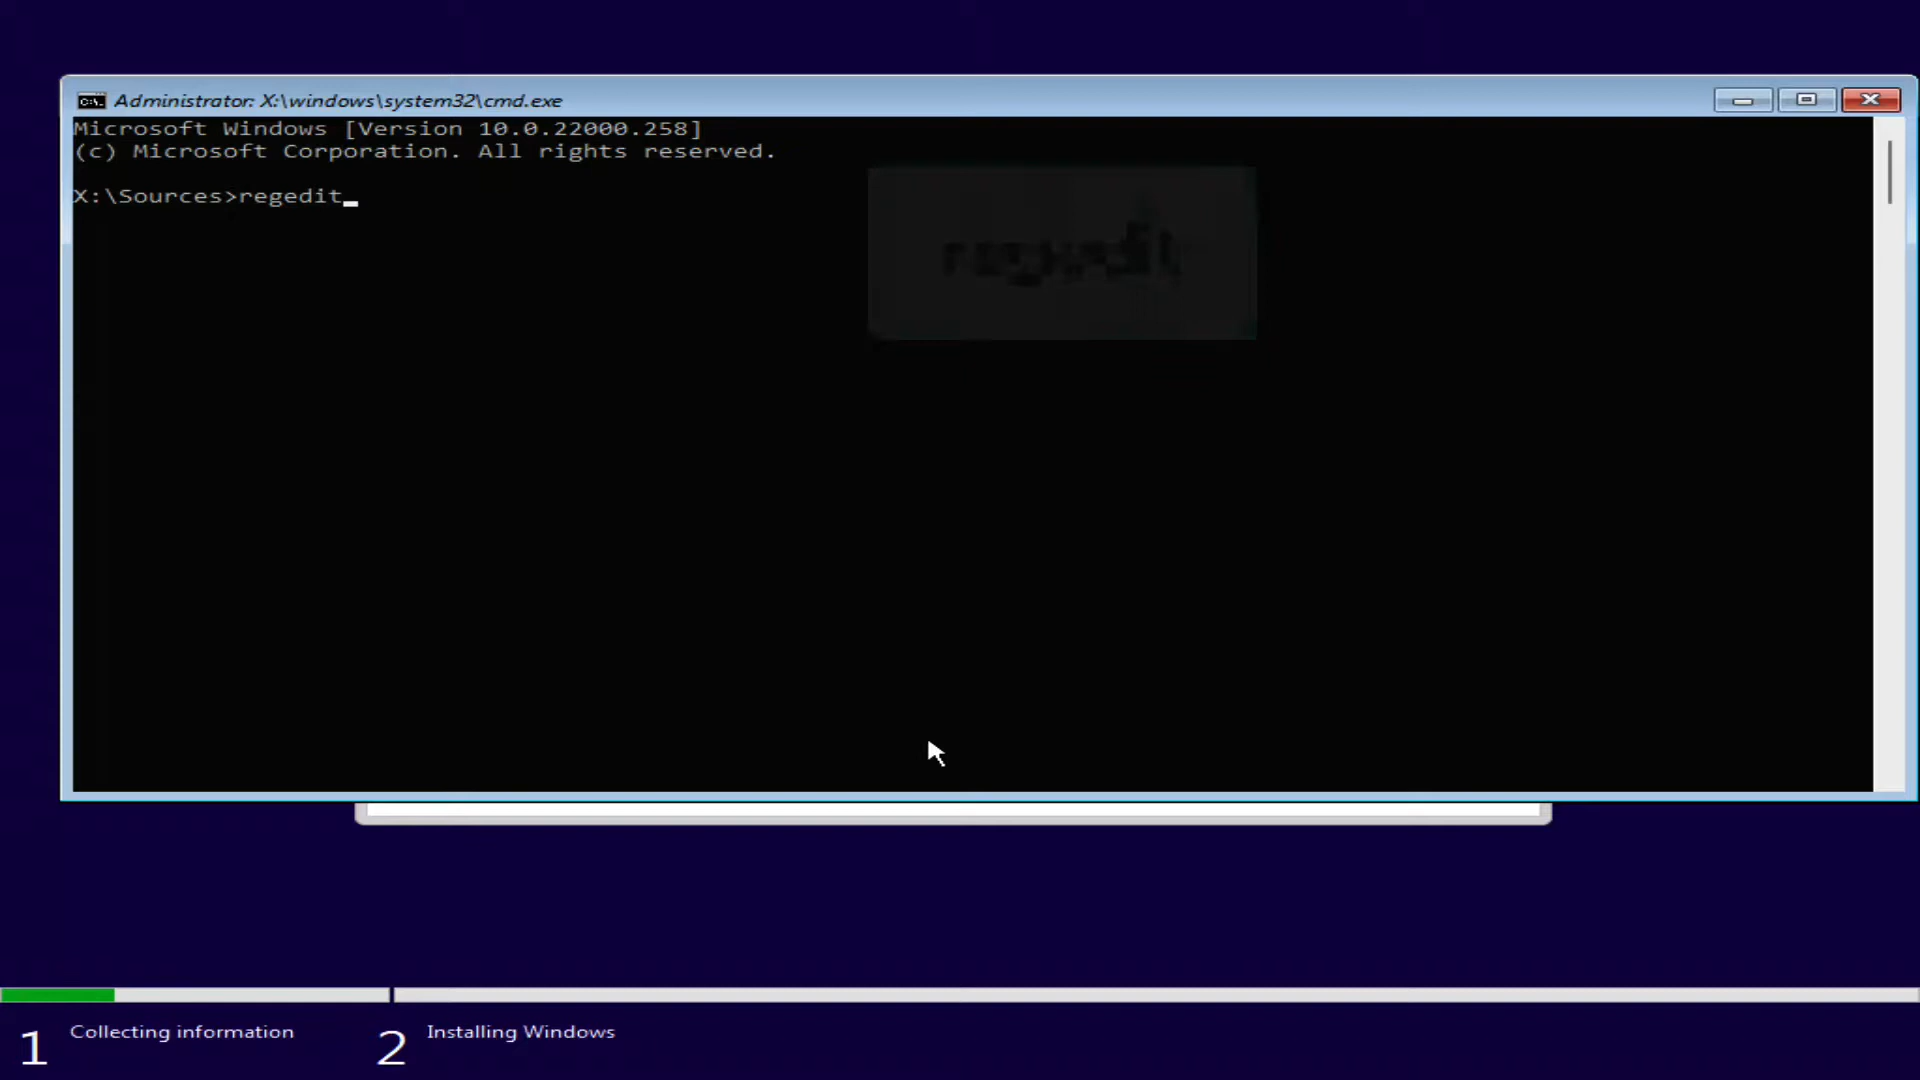 Administrator: X:\windows\system32\cmd.exe
Microsoft Windows [Version 10.0.22000.258]
(c) Microsoft Corporation. All rights reserved.
X:\Sources>regedit
regedit
1 Collecting information
2 Installing Windows